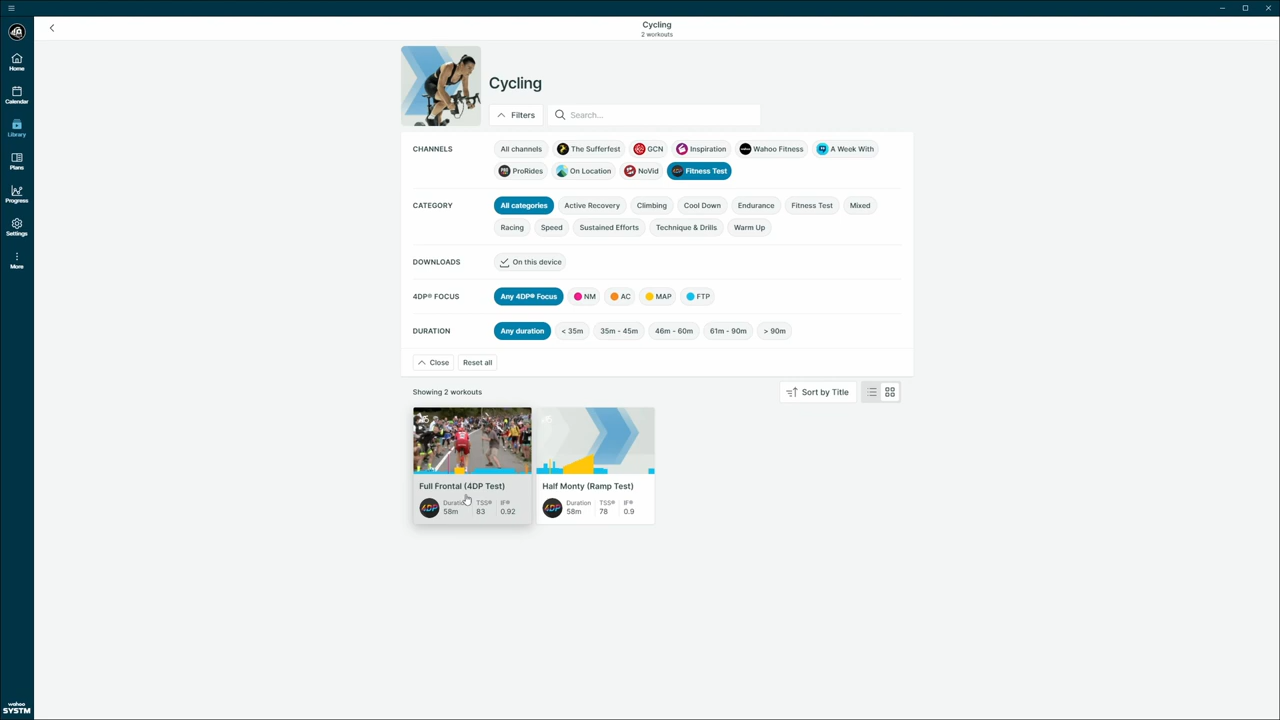 Cycling
2 workouts
Home
Calendar
Library
Plans
Progress
Settings
More
wahoo
SYSTM
Cycling
Filters
Search...
CHANNELS
All channels
The Sufferfest
GCN
Inspiration
Wahoo Fitness
A Week With
ProRides
On Location
NoVid
Fitness Test
CATEGORY
All categories
Active Recovery
Climbing
Cool Down
Endurance
Fitness Test
Mixed
Racing
Speed
Sustained Efforts
Technique & Drills
Warm Up
DOWNLOADS
On this device
4DP® FOCUS
Any 4DP® Focus
NM
AC
MAP
FTP
DURATION
Any duration
< 35m
35m - 45m
46m - 60m
61m - 90m
> 90m
Close
Reset all
Showing 2 workouts
Sort by Title
Full Frontal (4DP Test)
4DP
TSS® IF®
58m 83 0.92
Half Monty (Ramp Test)
4DP
Duration TSS® IF®
58m 78 0.9